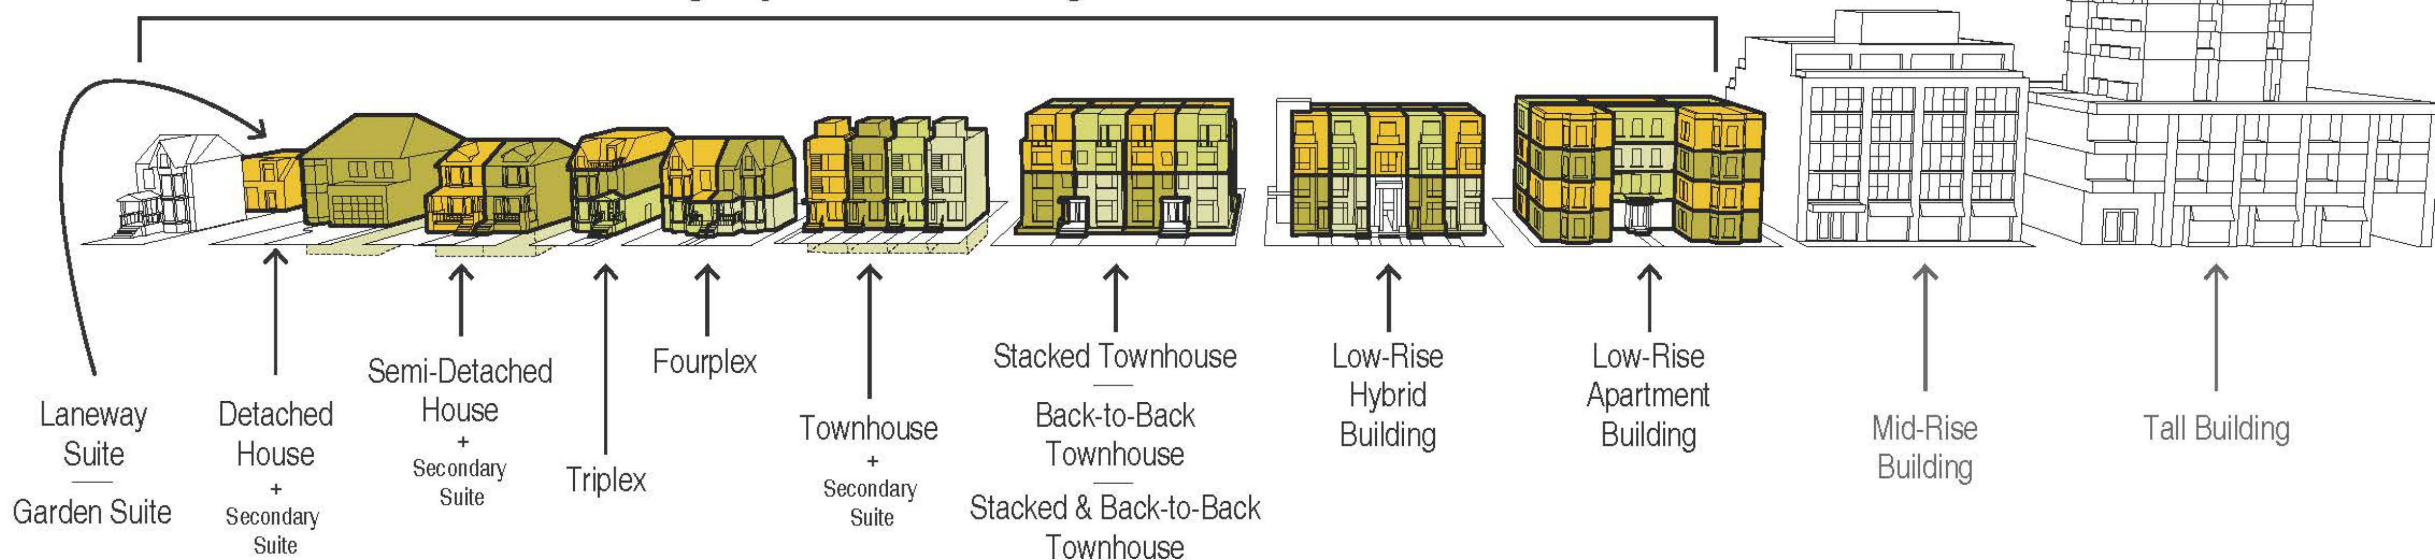 Laneway
Suite
Garden Suite
Detached
House
+
Secondary
Suite
Semi-Detached
House
+
Secondary
Suite
Triplex
Fourplex
Townhouse
+
Secondary
Suite
Stacked Townhouse
Back-to-Back
Townhouse
Stacked & Back-to-Back
Townhouse
Low-Rise
Hybrid
Building
Low-Rise
Apartment
Building
Mid-Rise
Building
Tall Building